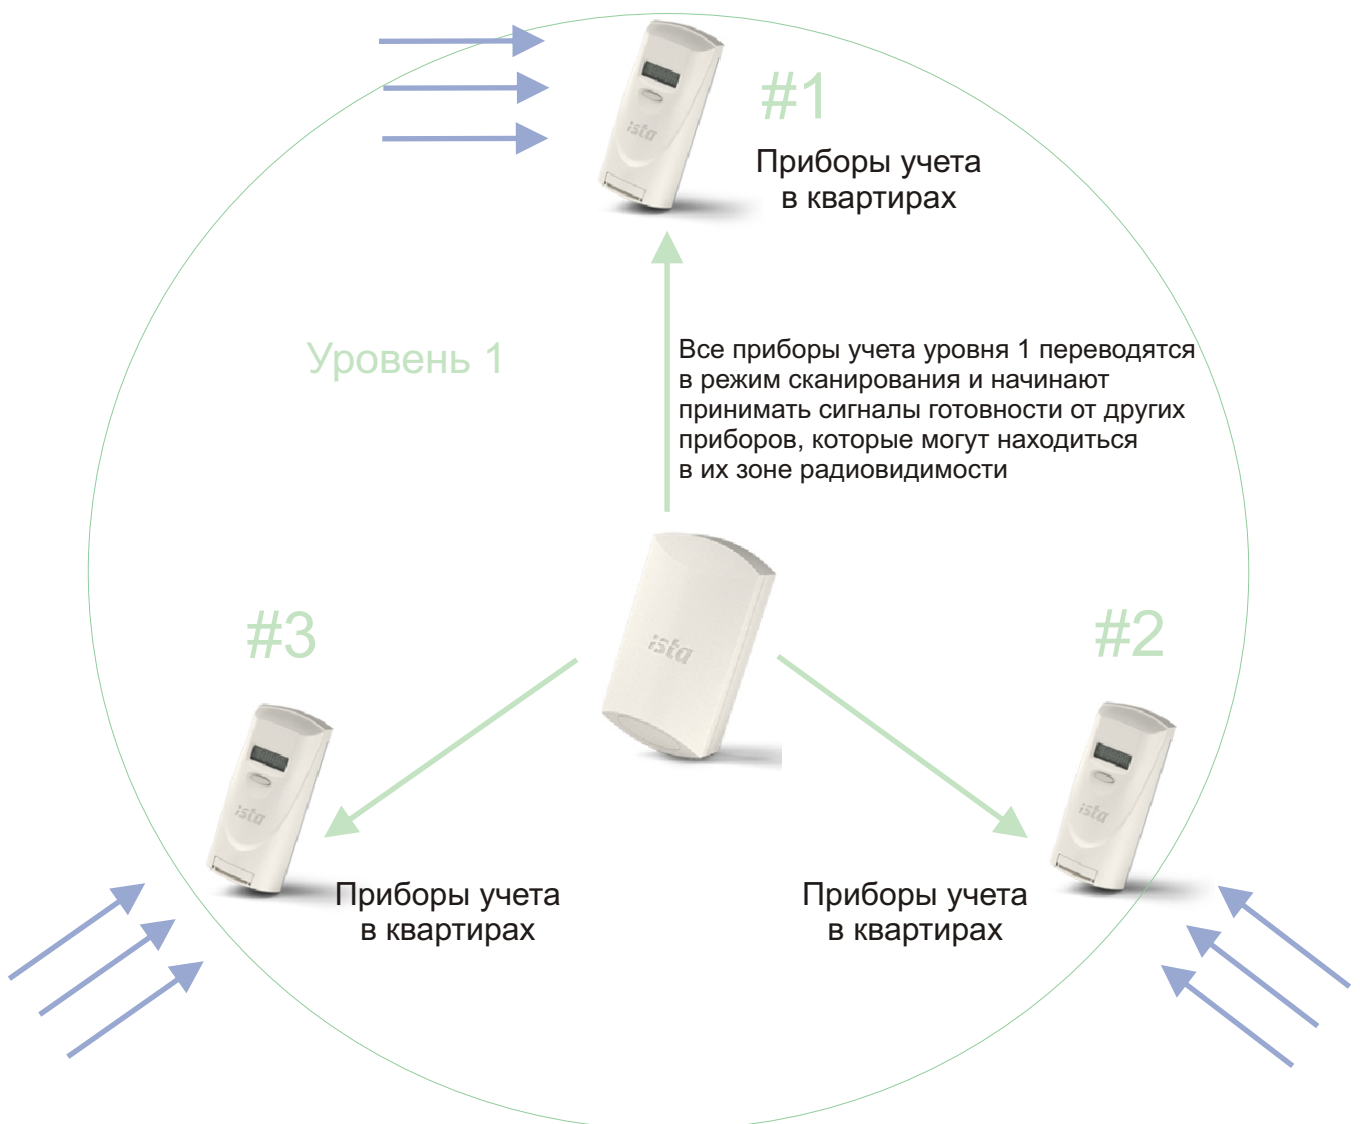 ista
#1
Приборы учета
в квартирах
Уровень 1
Все приборы учета уровня 1 переводятся
в режим сканирования и начинают
принимать сигналы готовности от других
приборов, которые могут находиться
в их зоне радиовидимости
ista
#3
#2
ista
ista
Приборы учета
в квартирах
Приборы учета
в квартирах